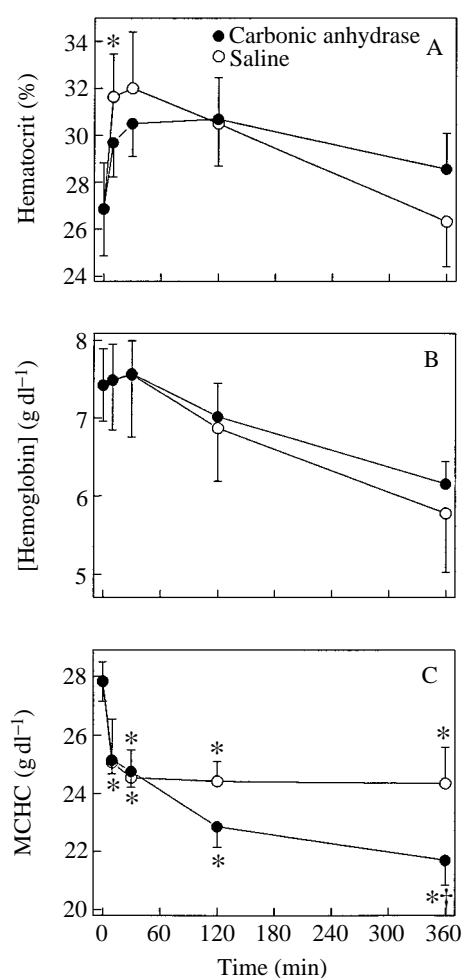 ● Carbonic anhydrase
○ Saline
A
Hematocrit (%)
34
32
30
28
26
24
*
B
[Hemoglobin] (g dl⁻¹)
8
7
6
5
C
MCHC (g dl⁻¹)
28
26
24
22
20
* * *
* *
* *†
0 60 120 180 240 300 360
Time (min)